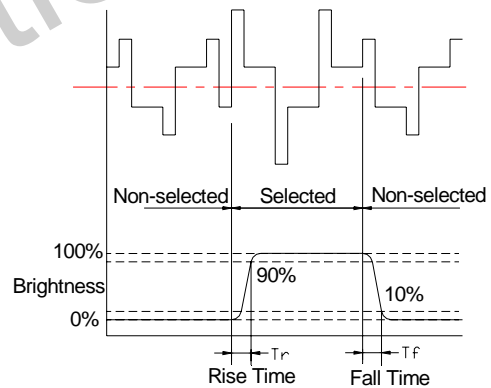 Non-selected Selected Non-selected
100%
90%
Brightness
10%
0%
Tr Tf
Rise Time Fall Time